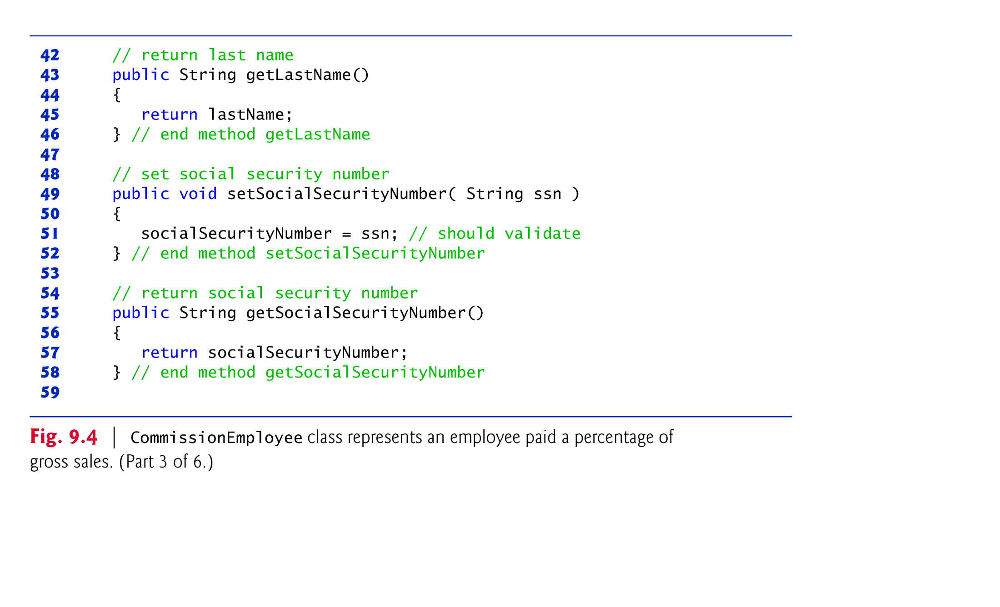 42 // return last name
43 public String getLastName()
44 {
45 return lastName;
46 } // end method getLastName
47
48 // set social security number
49 public void setSocialSecurityNumber( String ssn )
50 {
51 socialSecurityNumber = ssn; // should validate
52 } // end method setSocialSecurityNumber
53
54 // return social security number
55 public String getSocialSecurityNumber()
56 {
57 return socialSecurityNumber;
58 } // end method getSocialSecurityNumber
59
Fig. 9.4 | CommissionEmployee class represents an employee paid a percentage of
gross sales. (Part 3 of 6.)